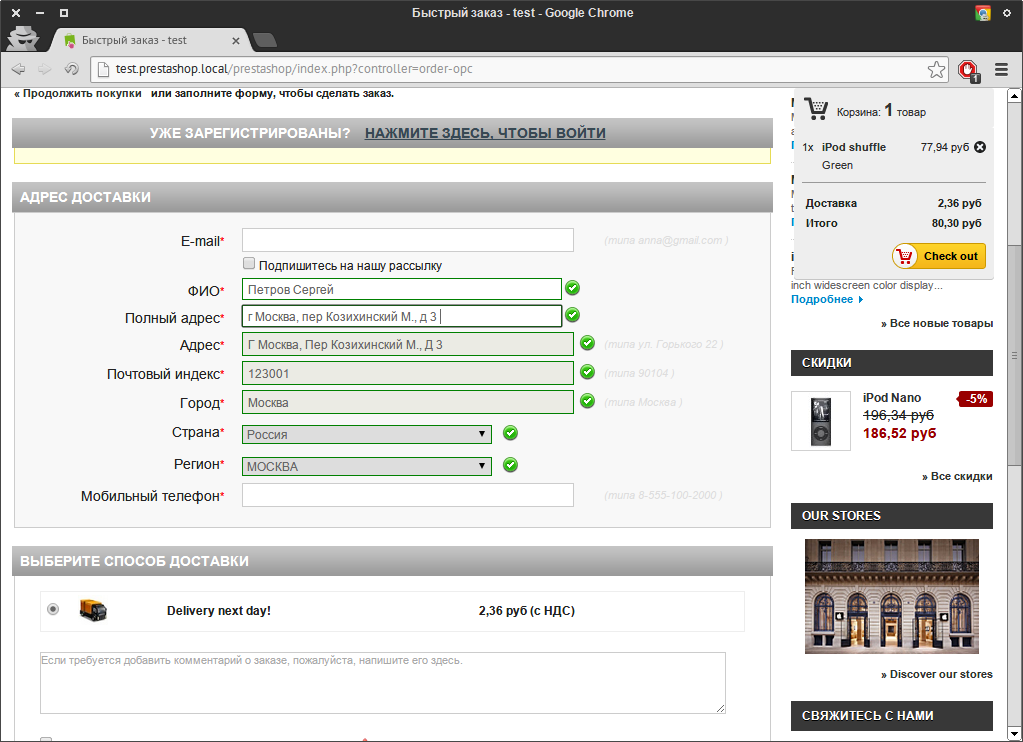 Быстрый заказ - test - Google Chrome
Быстрый заказ - test
test.prestashop.local/prestashop/index.php?controller=order-opc
1
« Продолжить покупки или заполните форму, чтобы сделать заказ.
УЖЕ ЗАРЕГИСТРИРОВАНЫ? НАЖМИТЕ ЗДЕСЬ, ЧТОБЫ ВОЙТИ
АДРЕС ДОСТАВКИ
E-mail*
(типа anna@gmail.com )
Подпишитесь на нашу рассылку
ФИО* Петров Сергей
Полный адрес* г Москва, пер Козихинский М., д 3
Адрес* Г Москва, Пер Козихинский М., Д 3 (типа ул. Горького 22 )
Почтовый индекс* 123001 (типа 90104 )
Город* Москва (типа Москва )
Страна* Россия
Регион* МОСКВА
Мобильный телефон* (типа 8-555-100-2000 )
ВЫБЕРИТЕ СПОСОБ ДОСТАВКИ
Delivery next day! 2,36 руб (с НДС)
Если требуется добавить комментарий о заказе, пожалуйста, напишите его здесь.
Корзина: 1 товар
1x iPod shuffle 77,94 руб
Green
Доставка 2,36 руб
Итого 80,30 руб
Check out
inch widescreen color display...
Подробнее
» Все новые товары
СКИДКИ
iPod Nano -5%
196,34 руб
186,52 руб
» Все скидки
OUR STORES
» Discover our stores
СВЯЖИТЕСЬ С НАМИ